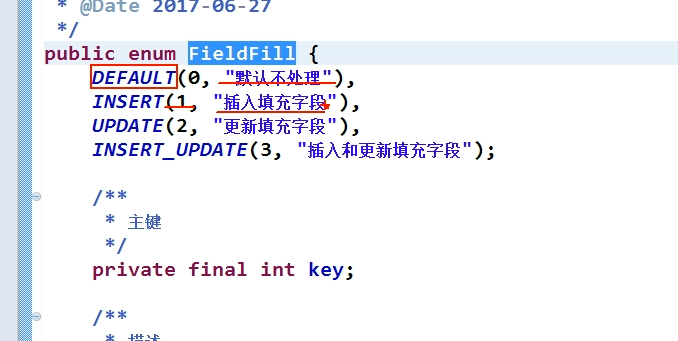 * @Date 2017-06-27
*/
public enum FieldFill {
DEFAULT(0, "默认不处理"),
INSERT(1, "插入填充字段"),
UPDATE(2, "更新填充字段"),
INSERT_UPDATE(3, "插入和更新填充字段");
/**
* 主键
*/
private final int key;
/**
* 描述